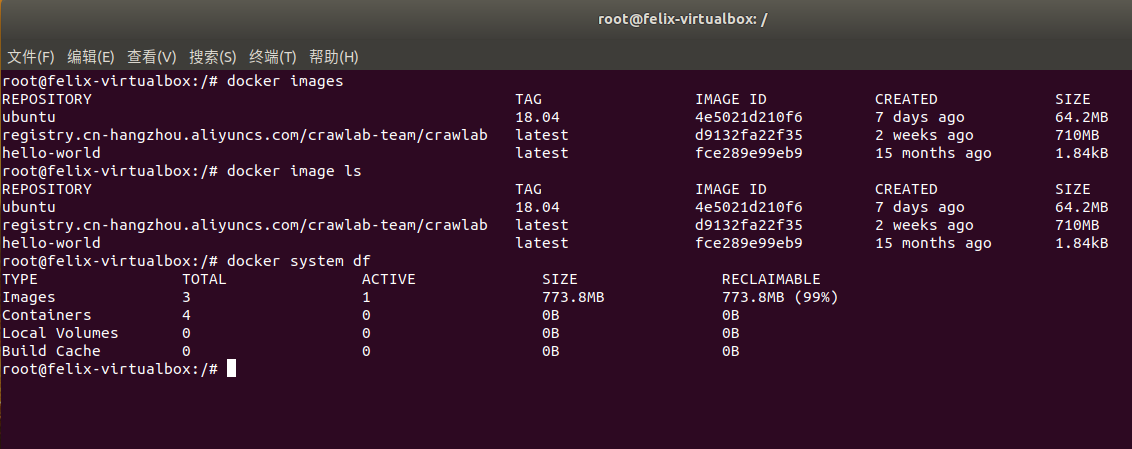 root@felix-virtualbox: /
文件(F) 编辑(E) 查看(V) 搜索(S) 终端(T) 帮助(H)
root@felix-virtualbox:/# docker images
REPOSITORY TAG IMAGE ID CREATED SIZE
ubuntu 18.04 4e5021d210f6 7 days ago 64.2MB
registry.cn-hangzhou.aliyuncs.com/crawlab-team/crawlab latest d9132fa22f35 2 weeks ago 710MB
hello-world latest fce289e99eb9 15 months ago 1.84kB
root@felix-virtualbox:/# docker image ls
REPOSITORY TAG IMAGE ID CREATED SIZE
ubuntu 18.04 4e5021d210f6 7 days ago 64.2MB
registry.cn-hangzhou.aliyuncs.com/crawlab-team/crawlab latest d9132fa22f35 2 weeks ago 710MB
hello-world latest fce289e99eb9 15 months ago 1.84kB
root@felix-virtualbox:/# docker system df
TYPE TOTAL ACTIVE SIZE RECLAIMABLE
Images 3 1 773.8MB 773.8MB (99%)
Containers 4 0 0B 0B
Local Volumes 0 0 0B 0B
Build Cache 0 0 0B 0B
root@felix-virtualbox:/#